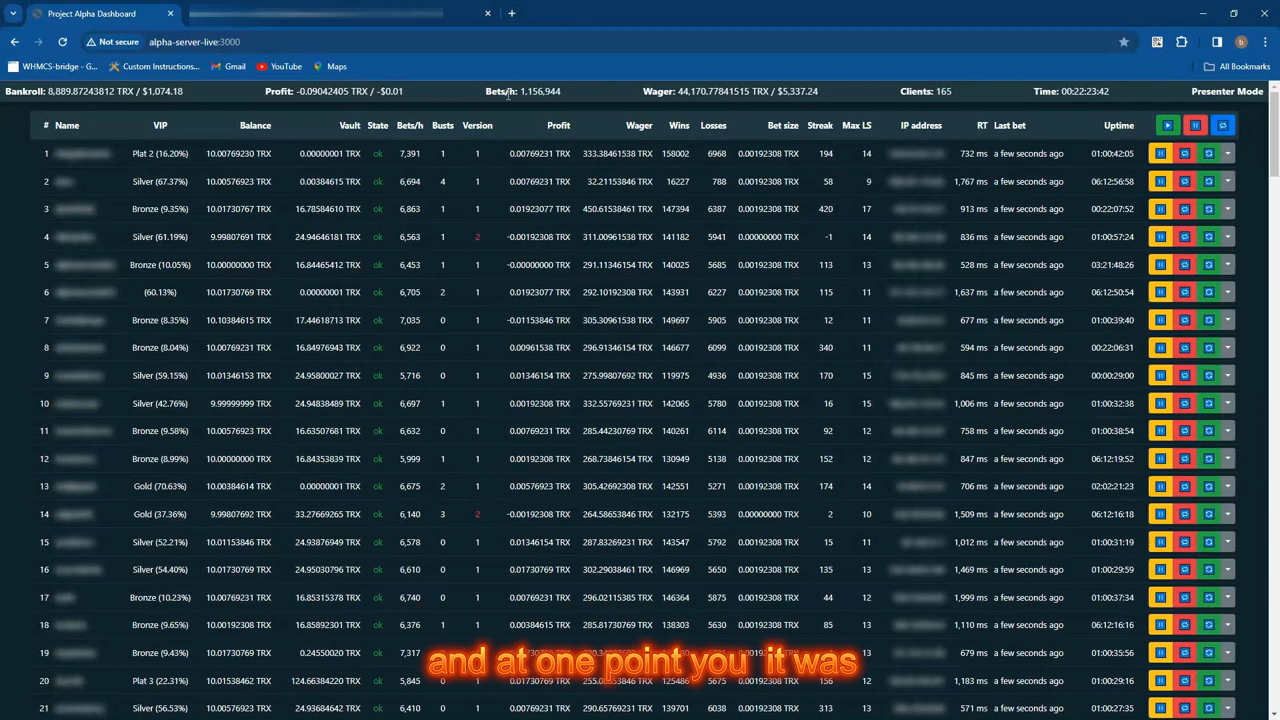 Project Alpha Dashboard
Not secure alpha-server-live:3000
WHMCS-bridge - G... Custom Instructions... Gmail YouTube Maps All Bookmarks
Bankroll: 8,889.87243812 TRX / $1,074.18 Profit: -0.09042405 TRX / -$0.01 Bets/h: 1,156,944 Wager: 44,170.77841515 TRX / $5,337.24 Clients: 165 Time: 00:22:23:42 Presenter Mode
# Name VIP Balance Vault State Bets/h Busts Version Profit Wager Wins Losses Bet size Streak Max LS IP address RT Last bet Uptime
1 Plat 2 (16.20%) 10.00769230 TRX 0.00000001 TRX ok 7,391 1 1 769231 TRX 333.38461541 TRX 158002 6968 0.00192308 TRX 194 14 732 ms a few seconds ago 01:00:42:05
2 Silver (67.37%) 10.00576923 TRX 0.00384615 TRX ok 6,694 4 1 769231 TRX 32.21153846 TRX 16227 788 0.00192308 TRX 58 9 1,767 ms a few seconds ago 06:12:56:58
3 Bronze (9.35%) 10.01730767 TRX 16.78584610 TRX ok 6,863 1 1 0.01923077 TRX 450.61538461 TRX 147394 6387 0.00192308 TRX 420 17 913 ms a few seconds ago 00:22:07:52
4 Silver (61.19%) 9.99807691 TRX 24.94646181 TRX ok 6,563 1 2 -0.01153808 TRX 311.00961538 TRX 141182 5941 0.00000000 TRX -1 14 836 ms a few seconds ago 01:00:57:24
5 Bronze (10.05%) 10.00000000 TRX 16.84465412 TRX ok 6,453 1 1 0.00000000 TRX 291.11346154 TRX 140025 5685 0.00192308 TRX 113 13 528 ms a few seconds ago 03:21:48:26
6 (60.13%) 10.01730769 TRX 0.00000001 TRX ok 6,705 2 1 0.01923077 TRX 292.10192308 TRX 143931 6227 0.00192308 TRX 115 11 1,637 ms a few seconds ago 06:12:50:54
7 Bronze (8.35%) 10.10384615 TRX 17.44618713 TRX ok 7,035 0 1 -0.01153846 TRX 305.30961538 TRX 149697 5905 0.00192308 TRX 12 11 677 ms a few seconds ago 01:00:39:40
8 Bronze (8.04%) 10.00769231 TRX 16.84976943 TRX ok 6,922 1 1 0.00961538 TRX 296.91346154 TRX 146677 6099 0.00192308 TRX 340 11 594 ms a few seconds ago 00:22:06:31
9 Silver (59.15%) 10.01346153 TRX 24.95800027 TRX ok 5,716 1 1 0.01346154 TRX 275.99807692 TRX 119975 4936 0.00192308 TRX 170 15 845 ms a few seconds ago 00:00:29:00
10 Silver (42.76%) 9.99999999 TRX 24.94838489 TRX ok 6,697 1 1 0.00192308 TRX 332.55769231 TRX 142065 5780 0.00192308 TRX 16 12 1,006 ms a few seconds ago 01:00:32:38
11 Bronze (9.58%) 10.00576923 TRX 16.63507681 TRX ok 6,632 0 1 0.00769231 TRX 285.44230769 TRX 140261 6114 0.00192308 TRX 92 13 758 ms a few seconds ago 01:00:38:54
12 Bronze (8.99%) 10.00769231 TRX 16.84353839 TRX ok 5,999 1 1 0.00769231 TRX 268.73846154 TRX 130949 5138 0.00192308 TRX 152 12 847 ms a few seconds ago 06:12:19:52
13 Gold (70.63%) 10.00384614 TRX 0.00000001 TRX ok 6,675 2 1 0.00576923 TRX 305.42692308 TRX 142551 5271 0.00192308 TRX 174 14 706 ms a few seconds ago 02:02:21:23
14 Gold (37.36%) 9.99807692 TRX 33.27669265 TRX ok 6,140 3 2 -0.00192308 TRX 264.58653846 TRX 132175 5393 0.00000000 TRX 2 10 1,509 ms a few seconds ago 06:12:16:18
15 Silver (52.21%) 10.01153846 TRX 24.93876949 TRX ok 6,591 0 1 0.01153846 TRX 287.83269231 TRX 143547 5792 0.00192308 TRX 15 11 1,012 ms a few seconds ago 01:00:31:19
16 Silver (54.40%) 10.01730769 TRX 24.95030796 TRX ok 6,610 0 1 0.01730769 TRX 302.29038461 TRX 146969 5664 0.00192308 TRX 135 13 1,469 ms a few seconds ago 01:00:29:59
17 Bronze (10.23%) 10.00769231 TRX 16.85315378 TRX ok 6,740 0 1 0.00769231 TRX 296.02115385 TRX 146364 5875 0.00192308 TRX 44 12 1,999 ms a few seconds ago 01:00:37:34
18 Bronze (9.65%) 10.01730769 TRX 16.85892301 TRX ok 6,376 1 1 0.00384615 TRX 285.81730769 TRX 138303 5630 0.00192308 TRX 85 13 1,110 ms a few seconds ago 06:12:16:16
19 Bronze (9.43%) 10.01730768 TRX 0.24550020 TRX ok 7,317 0.00192308 TRX 12 679 ms a few seconds ago 01:00:35:56
20 Plat 3 (22.31%) 10.01538462 TRX 124.66384420 TRX ok 5,845 TRX 125486 0.00192308 TRX 156 12 1,183 ms a few seconds ago 01:00:29:16
and at one point you it was
21 Silver (56.53%) 10.01538461 TRX 24.93876950 TRX ok 6,410 0 1 0.01538462 TRX 290.65769231 TRX 139701 5828 0.00192308 TRX 313 13 571 ms a few seconds ago 01:00:27:35